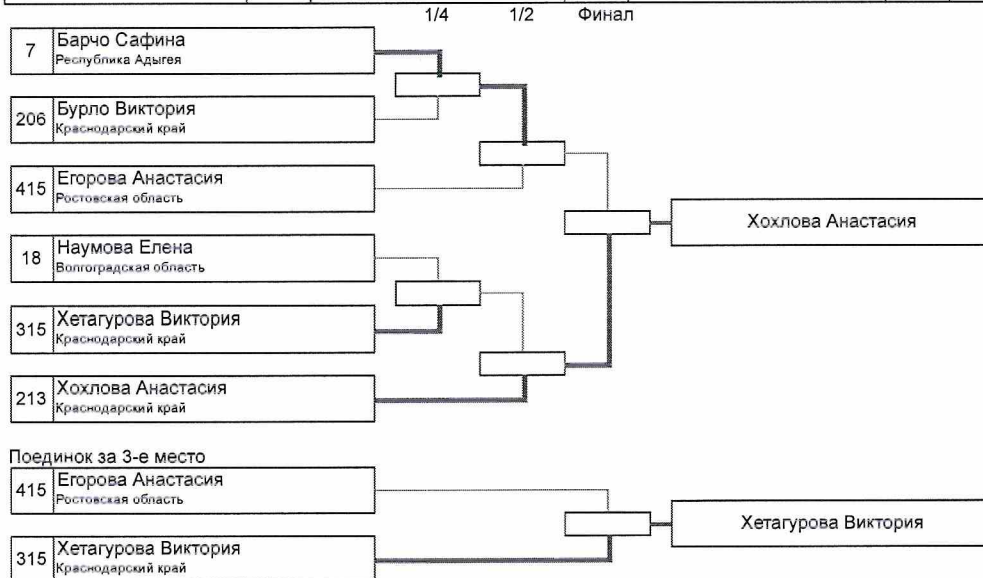 1/4 1/2 Финал
7 Барчо Сафина
Республика Адыгея
206 Бурло Виктория
Краснодарский край
415 Егорова Анастасия
Ростовская область
Хохлова Анастасия
18 Наумова Елена
Волгоградская область
315 Хетагурова Виктория
Краснодарский край
213 Хохлова Анастасия
Краснодарский край
Поединок за 3-е место
415 Егорова Анастасия
Ростовская область
Хетагурова Виктория
315 Хетагурова Виктория
Краснодарский край